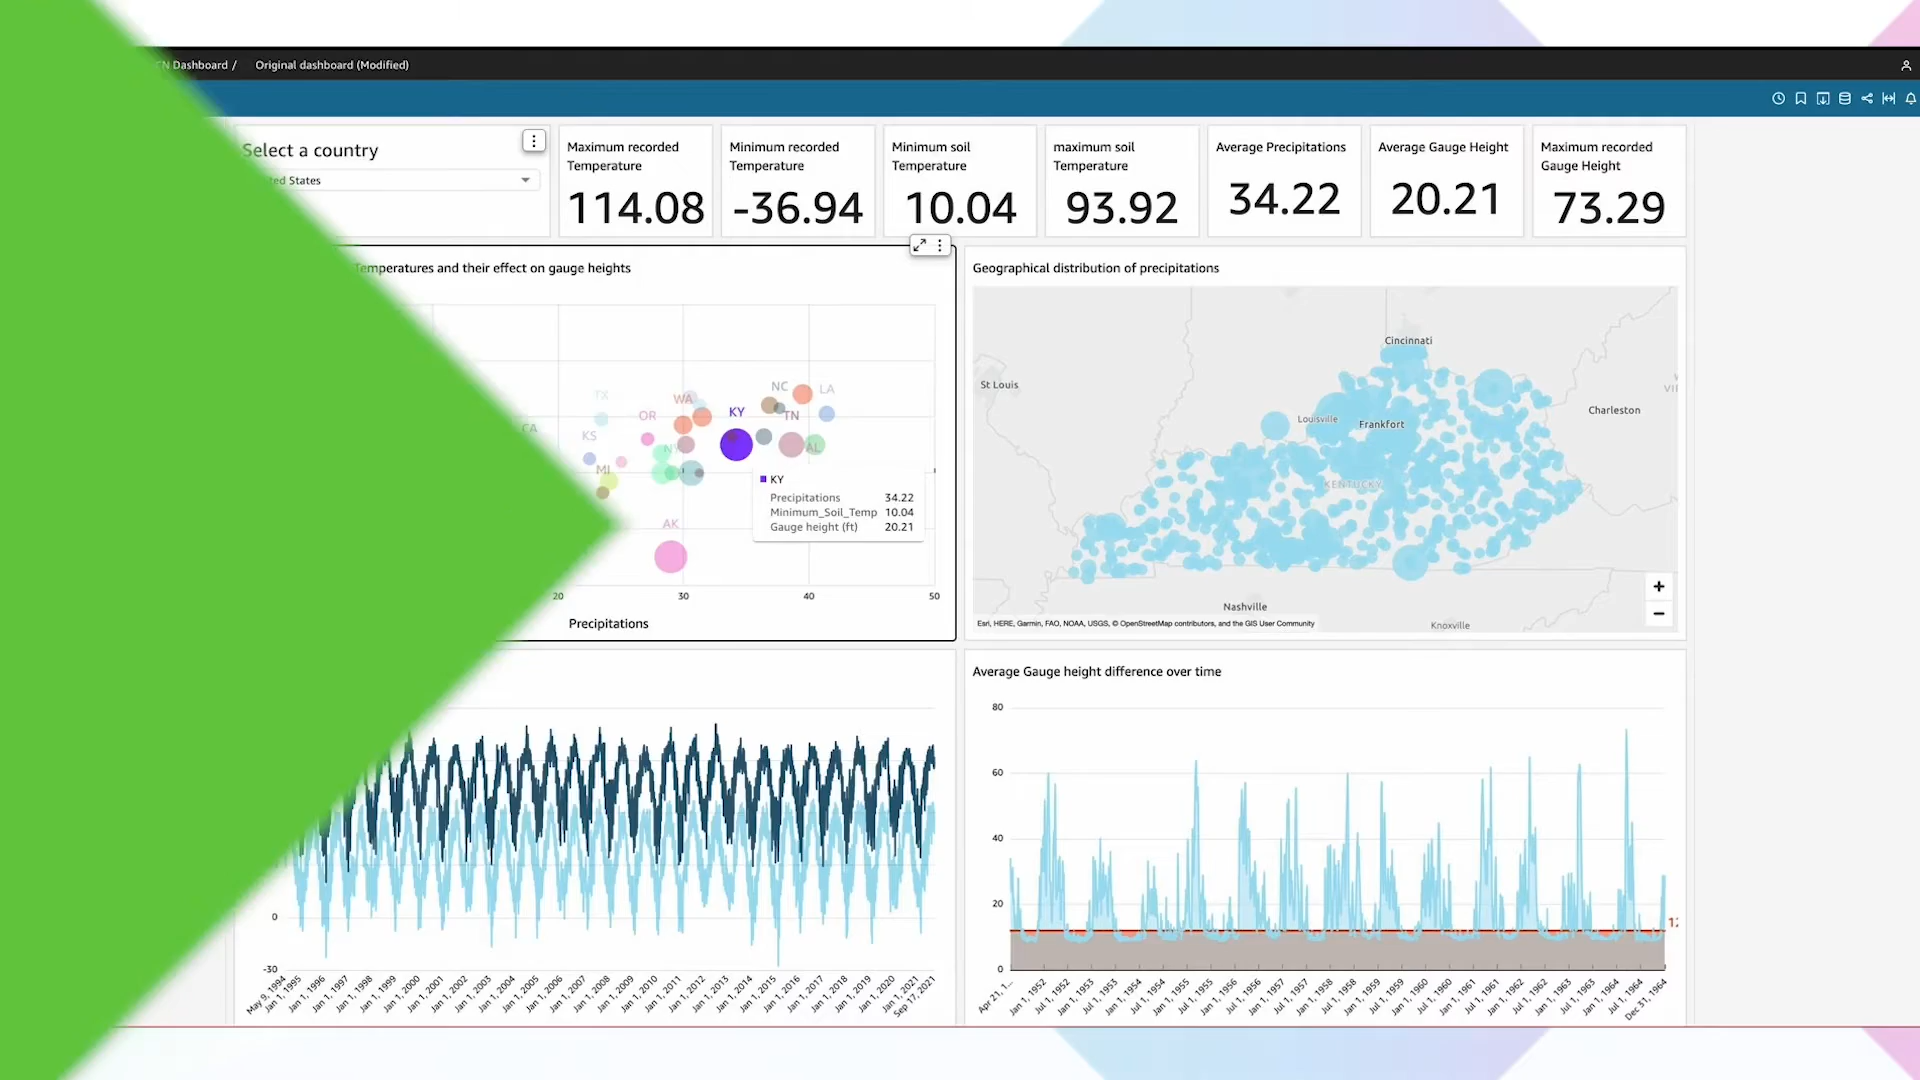 Dashboard /
Original dashboard (Modified)
Select a country
States
Maximum recorded
Temperature
114.08
Minimum recorded
Temperature
-36.94
Minimum soil
Temperature
10.04
maximum soil
Temperature
93.92
Average Precipitations
34.22
Average Gauge Height
20.21
Maximum recorded
Gauge Height
73.29
Temperatures and their effect on gauge heights
TX
CA
KS
MI
OR
WA
KY
NC
LA
TN
AL
AK
KY
Precipitations 34.22
Minimum_Soil_Temp 10.04
Gauge height (ft) 20.21
20
30
40
50
Precipitations
Geographical distribution of precipitations
Cincinnati
St Louis
Louisville
Frankfort
Charleston
KENTUCKY
Nashville
Knoxville
+
−
Esri, HERE, Garmin, FAO, NOAA, USGS, © OpenStreetMap contributors, and the GIS User Community
0
-30
May 9, 1994
Jan 1, 1995
Jan 1, 1996
Jan 1, 1997
Jan 1, 1998
Jan 1, 1999
Jan 1, 2000
Jan 1, 2001
Jan 1, 2002
Jan 1, 2003
Jan 1, 2004
Jan 1, 2005
Jan 1, 2006
Jan 1, 2007
Jan 1, 2008
Jan 1, 2009
Jan 1, 2010
Jan 1, 2011
Jan 1, 2012
Jan 1, 2013
Jan 1, 2014
Jan 1, 2015
Jan 1, 2016
Jan 1, 2017
Jan 1, 2018
Jan 1, 2019
Jan 1, 2020
Jan 1, 2021
Sep 17, 2021
Average Gauge height difference over time
80
60
40
20
0
Apr 21, 1...
Jan 1, 1952
Jul 1, 1952
Jan 1, 1953
Jul 1, 1953
Jan 1, 1954
Jul 1, 1954
Jan 1, 1955
Jul 1, 1955
Jan 1, 1956
Jul 1, 1956
Jan 1, 1957
Jul 1, 1957
Jan 1, 1958
Jul 1, 1958
Jan 1, 1959
Jul 1, 1959
Jan 1, 1960
Jul 1, 1960
Jan 1, 1961
Jul 1, 1961
Jan 1, 1962
Jul 1, 1962
Jan 1, 1963
Jul 1, 1963
Jan 1, 1964
Jul 1, 1964
Dec 31, 1964